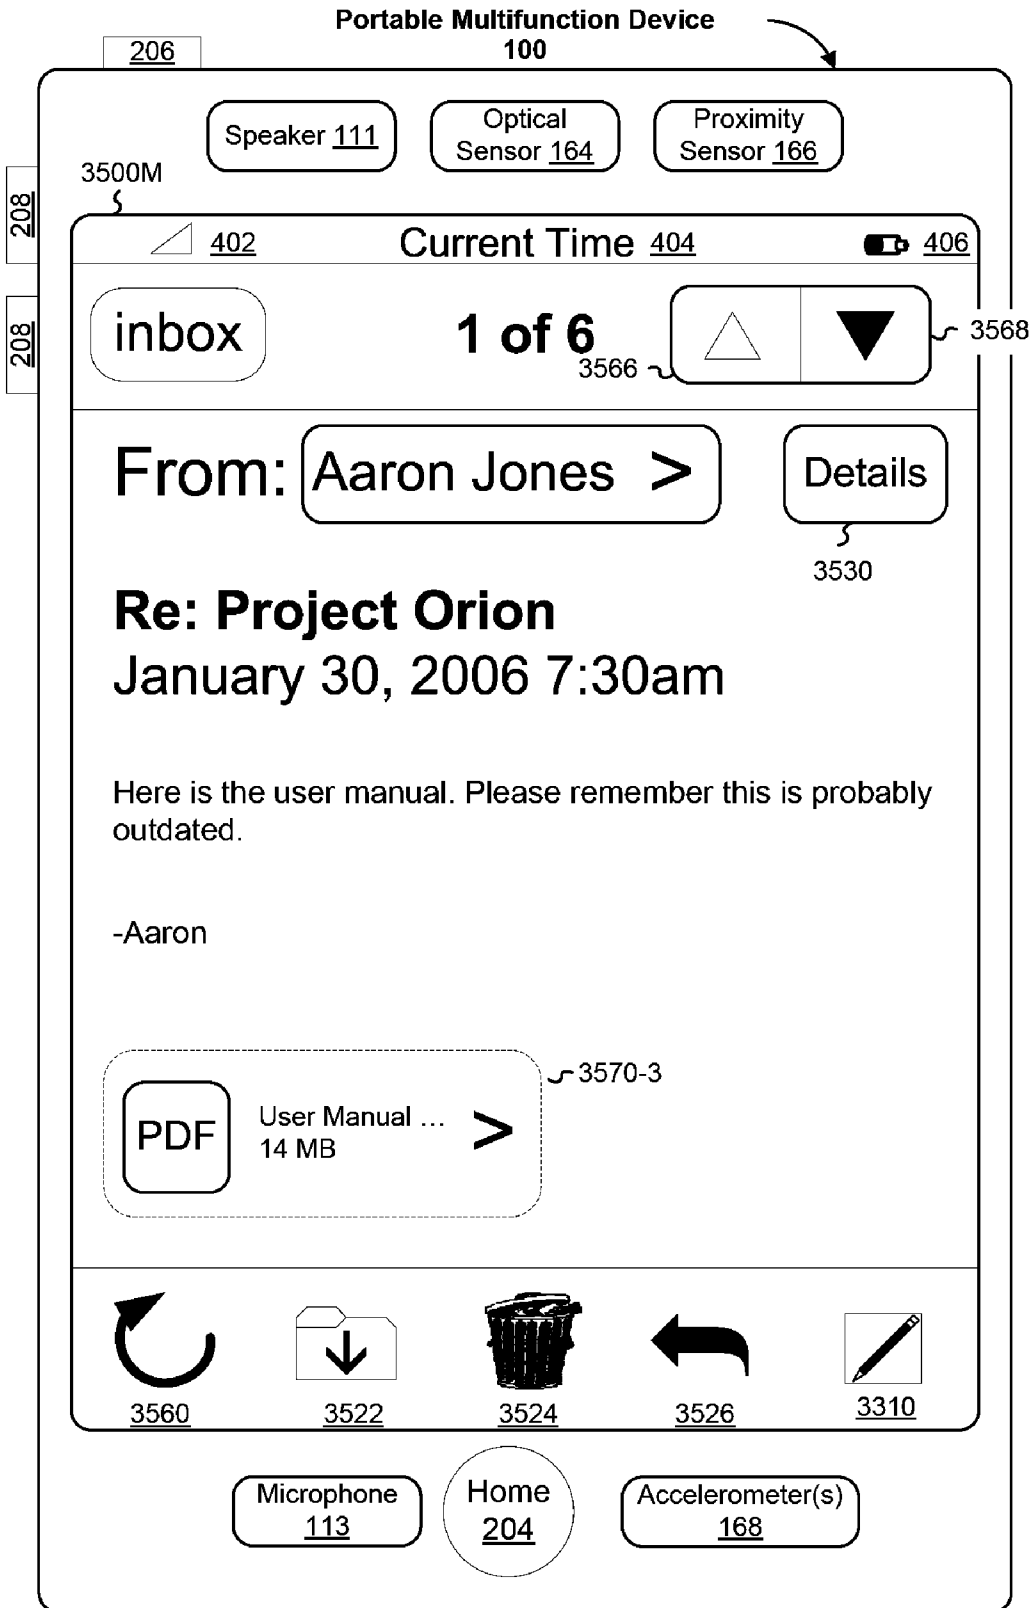 Portable Multifunction Device
100
206
Speaker 111
Optical
Sensor 164
Proximity
Sensor 166
3500M
208
402
Current Time 404
406
208
inbox
1 of 6
3566
3568
From: Aaron Jones >
Details
3530
Re: Project Orion
January 30, 2006 7:30am
Here is the user manual. Please remember this is probably
outdated.
-Aaron
3570-3
PDF
User Manual ...
14 MB
>
3560
3522
3524
3526
3310
Microphone
113
Home
204
Accelerometer(s)
168